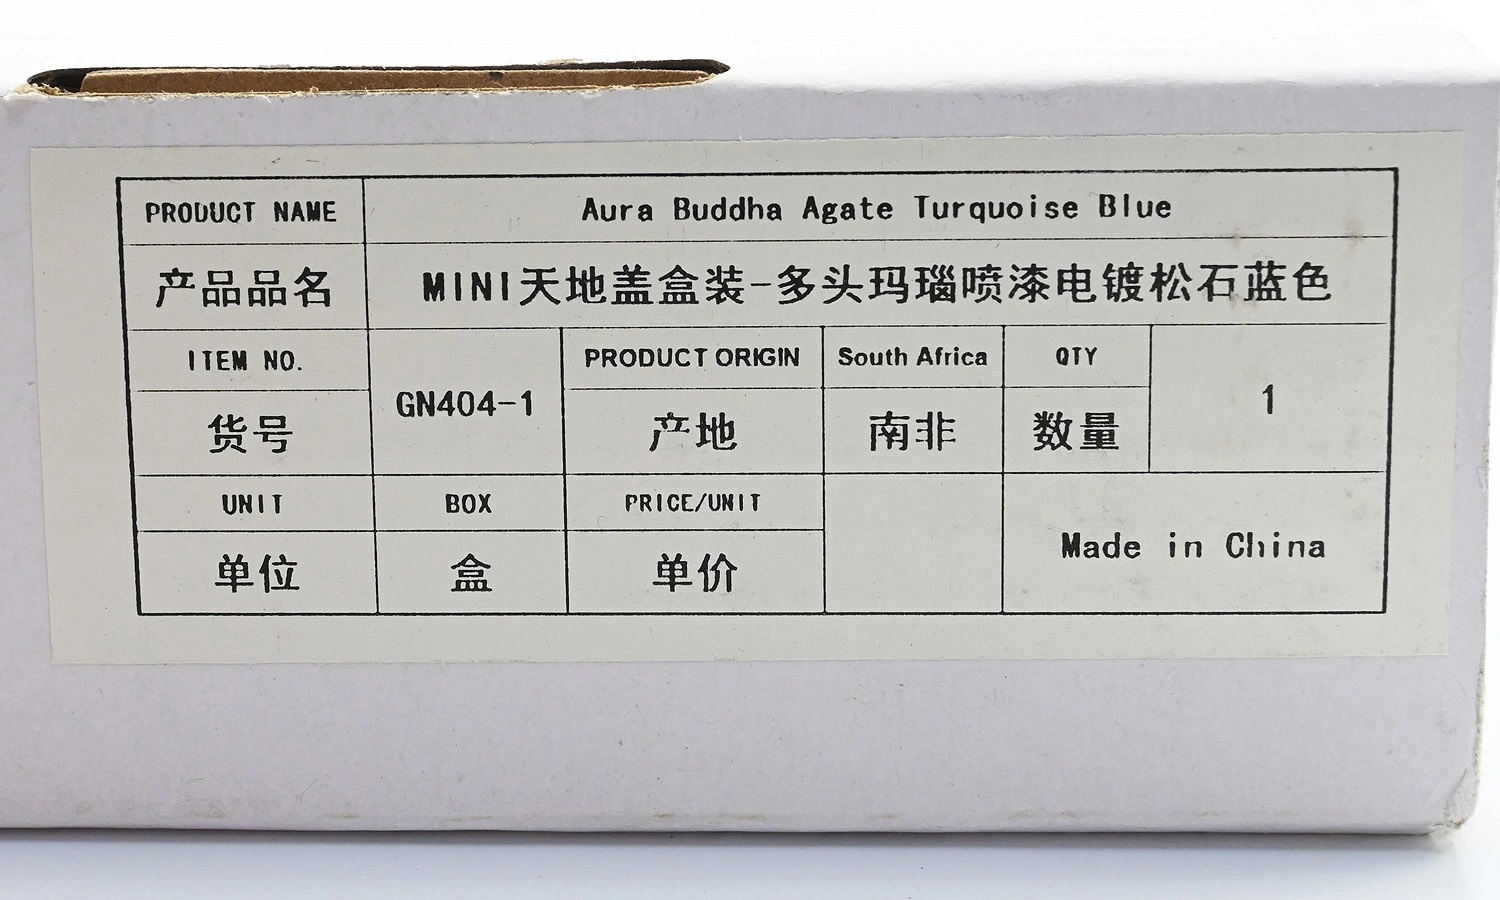 PRODUCT NAME Aura Buddha Agate Turquoise Blue
产品品名 MINI天地盖盒装-多头玛瑙喷漆电镀松石蓝色
ITEM NO. GN404-1 PRODUCT ORIGIN South Africa QTY 1
货号 产地 南非 数量
UNIT BOX PRICE/UNIT Made in China
单位 盒 单价